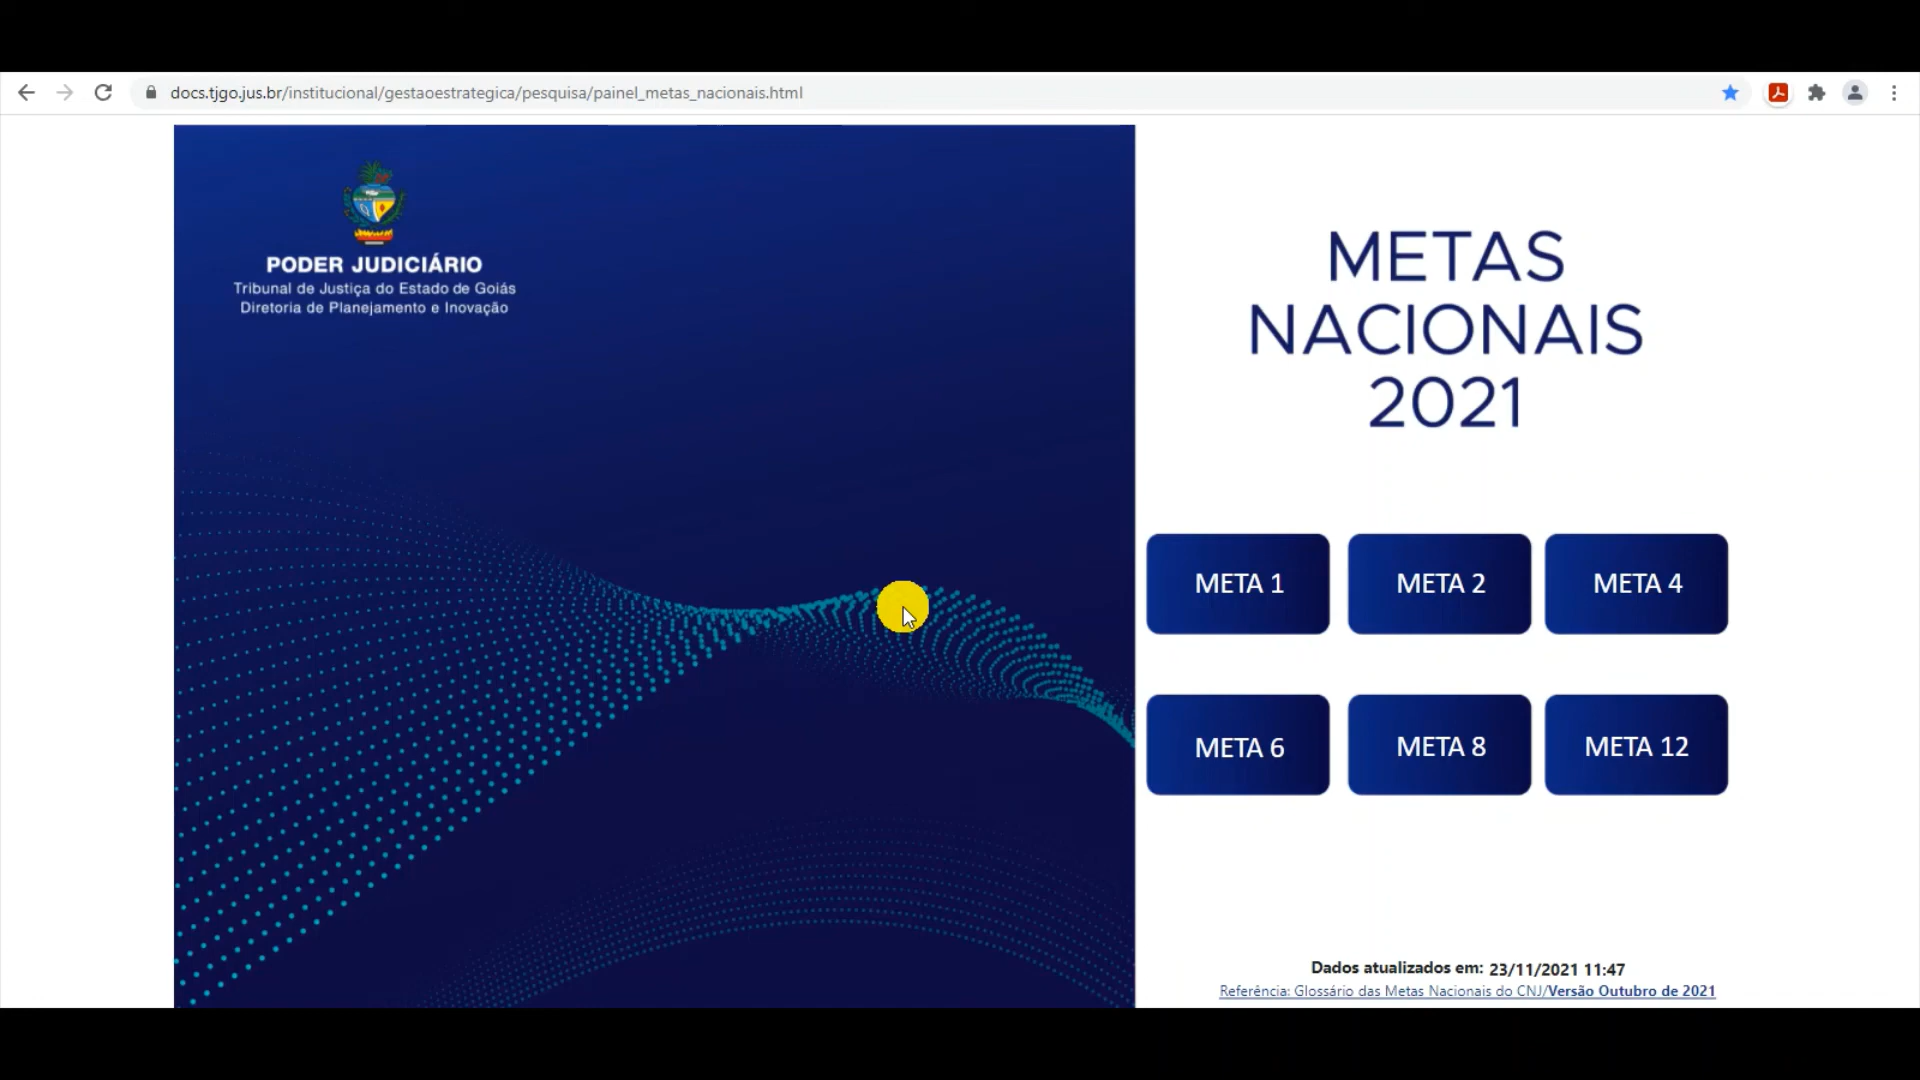 docs.tjgo.jus.br/institucional/gestaoestrategica/pesquisa/painel_metas_nacionais.html
PODER JUDICIÁRIO
Tribunal de Justiça do Estado de Goiás
Diretoria de Planejamento e Inovação
METAS
NACIONAIS
2021
META 1
META 2
META 4
META 6
META 8
META 12
Dados atualizados em: 23/11/2021 11:47
Referência: Glossário das Metas Nacionais do CNJ/Versão Outubro de 2021